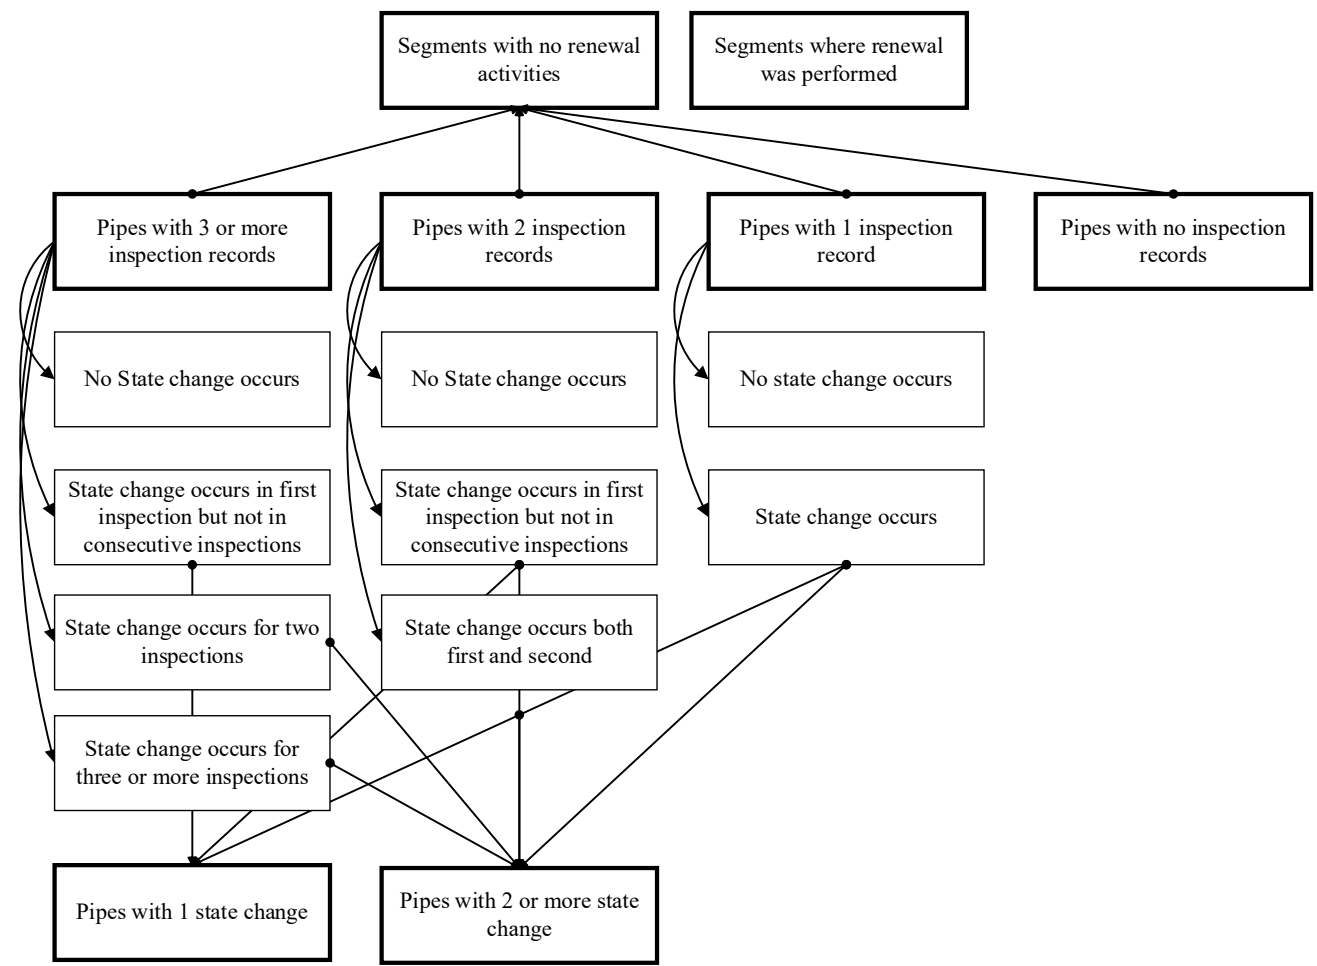 Segments with no renewal
activities
Segments where renewal
was performed
Pipes with 3 or more
inspection records
Pipes with 2 inspection
records
Pipes with 1 inspection
record
Pipes with no inspection
records
No State change occurs
No State change occurs
No state change occurs
State change occurs in first
inspection but not in
consecutive inspections
State change occurs in first
inspection but not in
consecutive inspections
State change occurs
State change occurs for two
inspections
State change occurs both
first and second
State change occurs for
three or more inspections
Pipes with 1 state change
Pipes with 2 or more state
change